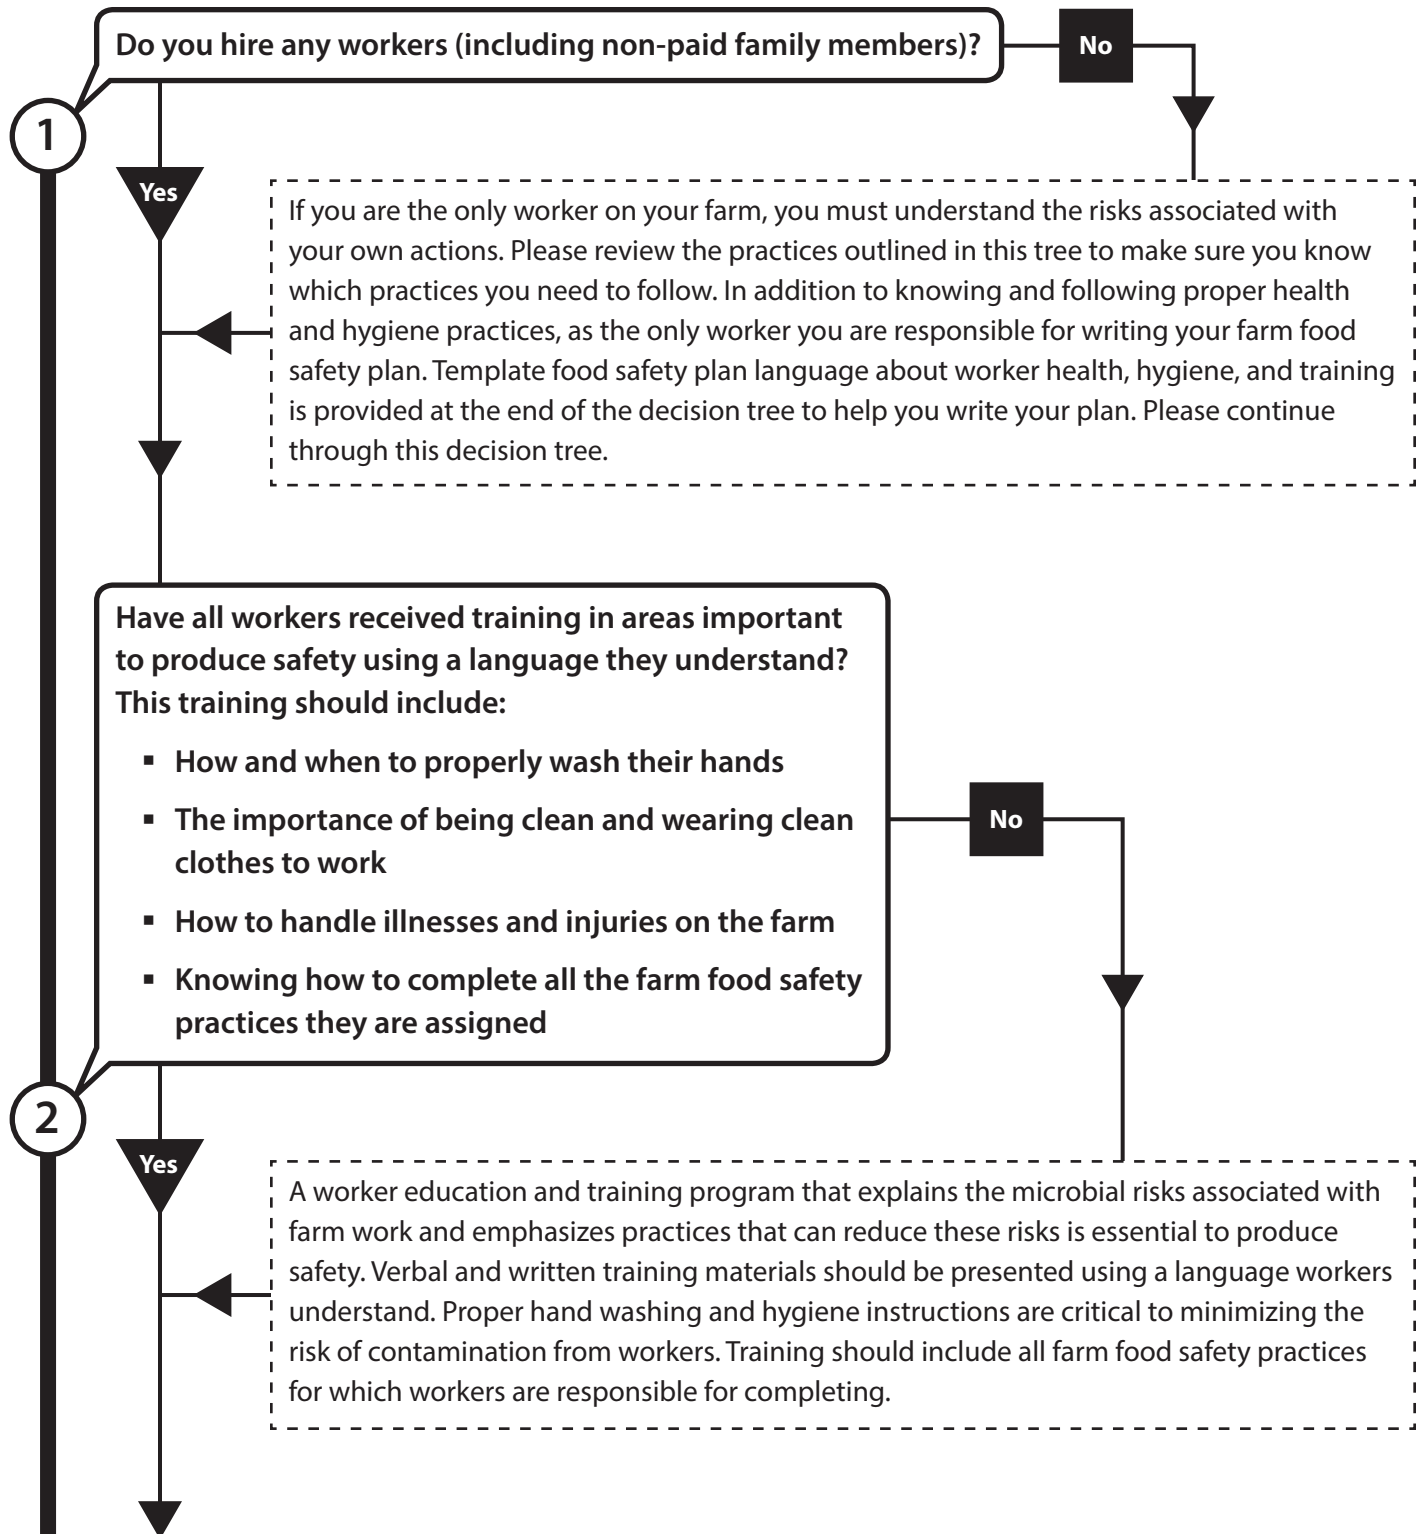 Do you hire any workers (including non-paid family members)?
No
1
Yes
If you are the only worker on your farm, you must understand the risks associated with
your own actions. Please review the practices outlined in this tree to make sure you know
which practices you need to follow. In addition to knowing and following proper health
and hygiene practices, as the only worker you are responsible for writing your farm food
safety plan. Template food safety plan language about worker health, hygiene, and training
is provided at the end of the decision tree to help you write your plan. Please continue
through this decision tree.
Have all workers received training in areas important
to produce safety using a language they understand?
This training should include:
▪ How and when to properly wash their hands
▪ The importance of being clean and wearing clean
clothes to work
▪ How to handle illnesses and injuries on the farm
▪ Knowing how to complete all the farm food safety
practices they are assigned
No
2
Yes
A worker education and training program that explains the microbial risks associated with
farm work and emphasizes practices that can reduce these risks is essential to produce
safety. Verbal and written training materials should be presented using a language workers
understand. Proper hand washing and hygiene instructions are critical to minimizing the
risk of contamination from workers. Training should include all farm food safety practices
for which workers are responsible for completing.